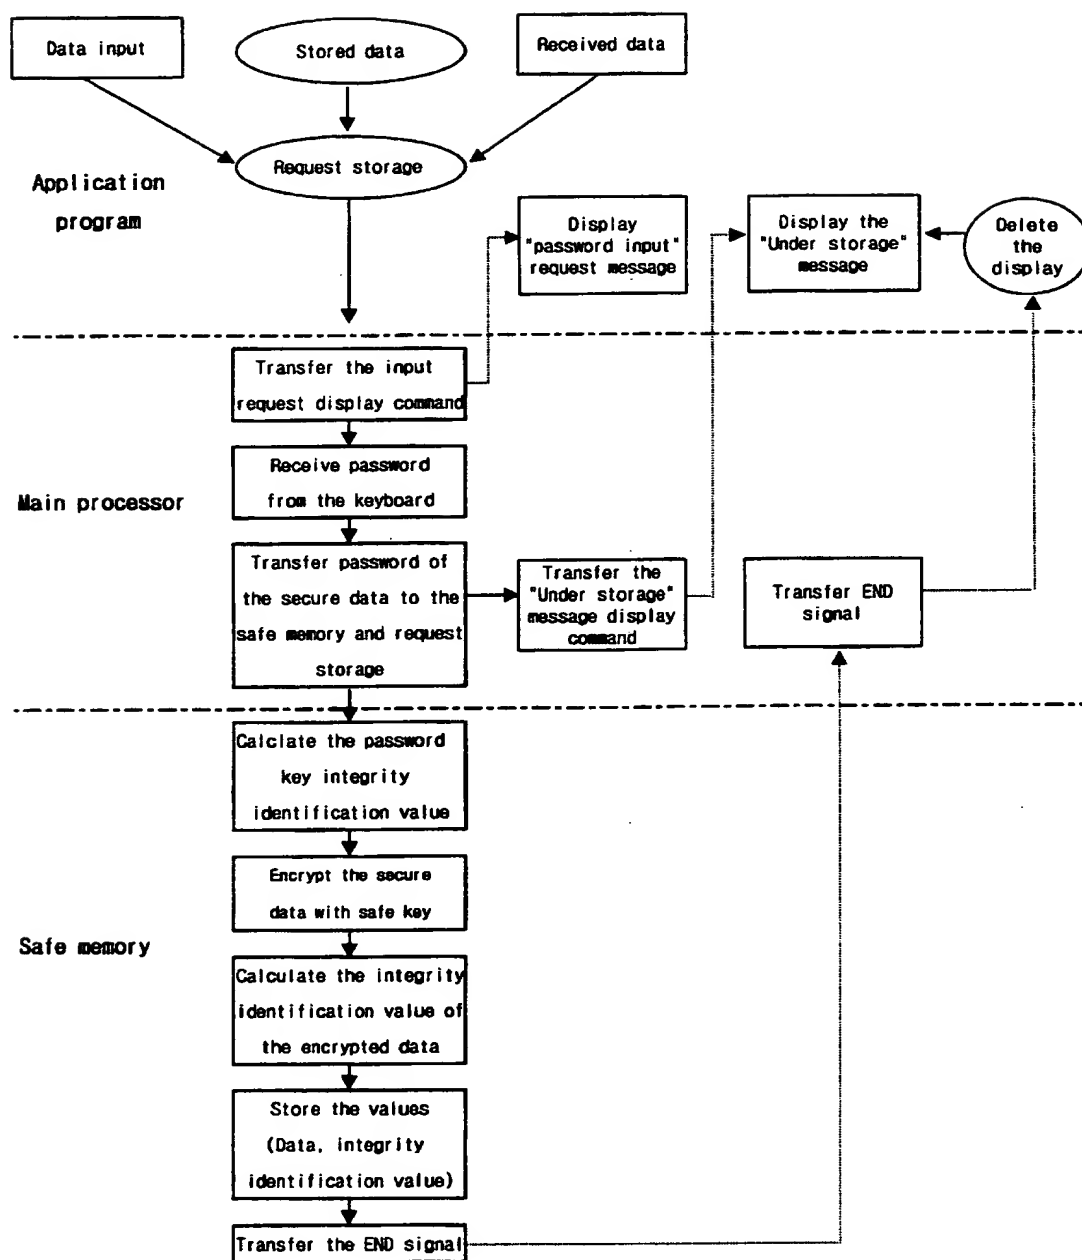 Data input
Stored data
Received data
Request storage
Application
program
Display
"password input"
request message
Display the
"Under storage"
message
Delete
the
display
Transfer the input
request display command
Receive password
from the keyboard
Main processor
Transfer password of
the secure data to the
safe memory and request
storage
Transfer the
"Under storage"
message display
command
Transfer END
signal
Calclate the password
key integrity
identification value
Encrypt the secure
data with safe key
Safe memory
Calculate the integrity
identification value of
the encrypted data
Store the values
(Data, integrity
identification value)
Transfer the END signal